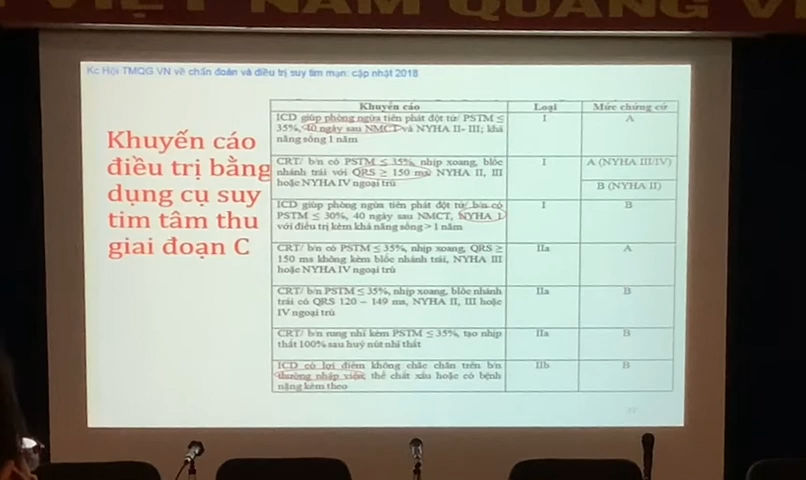 VIỆT NAM QUANG V
Kc Hội TMQG VN về chẩn đoán và điều trị suy tim mạn: cập nhật 2018
Khuyến cáo
điều trị bằng
dụng cụ suy
tim tâm thu
giai đoạn C
Khuyến cáo Loại Mức chứng cứ
ICD giúp phòng ngừa tiên phát đột tử/ PSTM ≤ I A
35%, 40 ngày sau NMCT và NYHA II- III; khả
năng sống 1 năm
CRT/ b/n có PSTM ≤ 35%, nhịp xoang, blốc I A (NYHA III/IV)
nhánh trái với QRS ≥ 150 ms, NYHA II, III
hoặc NYHA IV ngoại trú B (NYHA II)
ICD giúp phòng ngừa tiên phát đột tử/ b/n có I B
PSTM ≤ 30%, 40 ngày sau NMCT, NYHA I
với điều trị kèm khả năng sống > 1 năm
CRT/ b/n có PSTM ≤ 35%, nhịp xoang, QRS ≥ IIa A
150 ms không kèm blốc nhánh trái, NYHA III
hoặc NYHA IV ngoại trú
CRT/ b/n PSTM ≤ 35%, nhịp xoang, blốc nhánh IIa B
trái có QRS 120 – 149 ms, NYHA II, III hoặc
IV ngoại trú
CRT/ b/n rung nhĩ kèm PSTM ≤ 35%, tạo nhịp IIa B
thất 100% sau huỷ nút nhĩ thất
ICD có lợi điểm không chắc chắn trên b/n IIb B
thường nhập viện, thể chất xấu hoặc có bệnh
nặng kèm theo